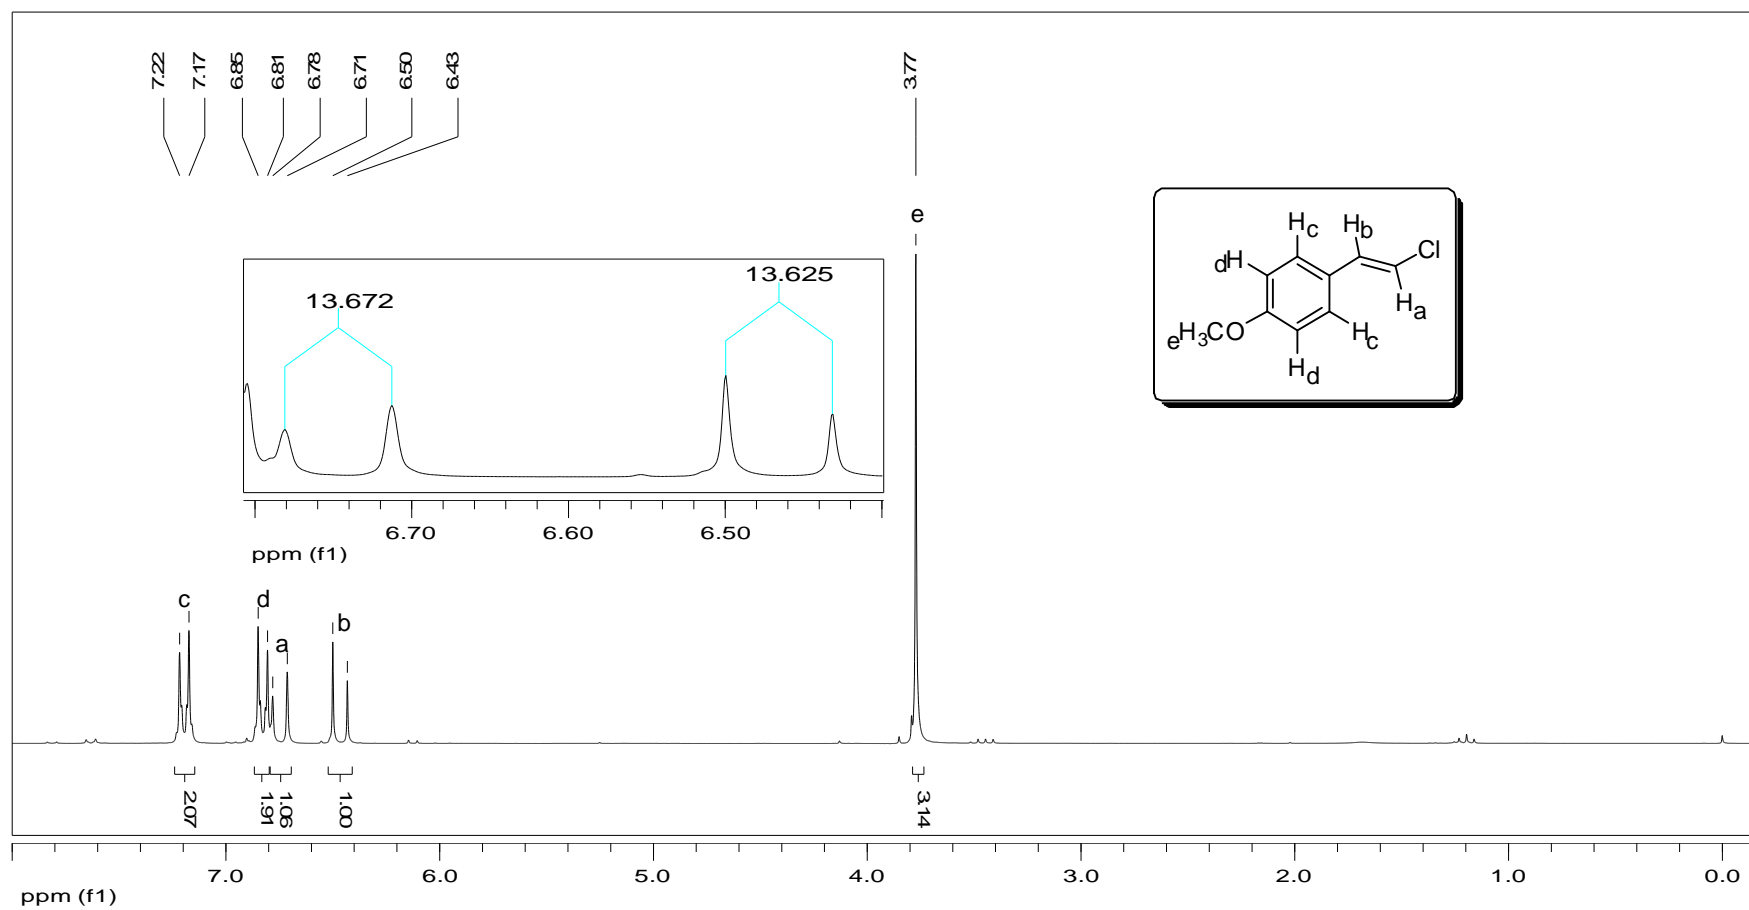 7.22 7.17 6.85 6.81 6.78 6.71 6.50 6.43 3.77
e
13.672 13.625
6.70 6.60 6.50
ppm (f1)
Hc Hb Cl
dH Ha
eH3CO Hc
Hd
c d a b
2.07 1.91 1.06 1.00 3.14
7.0 6.0 5.0 4.0 3.0 2.0 1.0 0.0
ppm (f1)